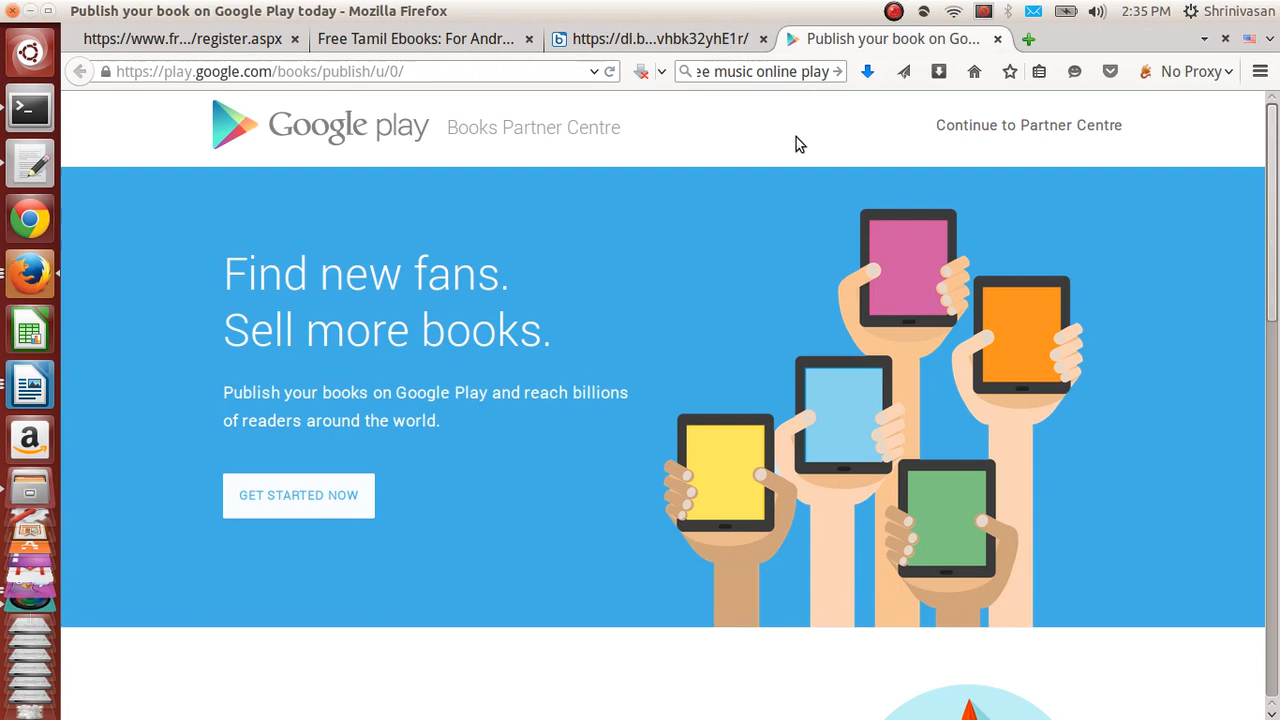 Publish your book on Google Play today - Mozilla Firefox
2:35 PM
Shrinivasan
https://www.fr.../register.aspx
Free Tamil Ebooks: For Andr...
https://dl.b...vhbk32yhE1r/
Publish your book on Go...
https://play.google.com/books/publish/u/0/
ee music online play
No Proxy
Google play
Books Partner Centre
Continue to Partner Centre
Find new fans.
Sell more books.
Publish your books on Google Play and reach billions
of readers around the world.
GET STARTED NOW